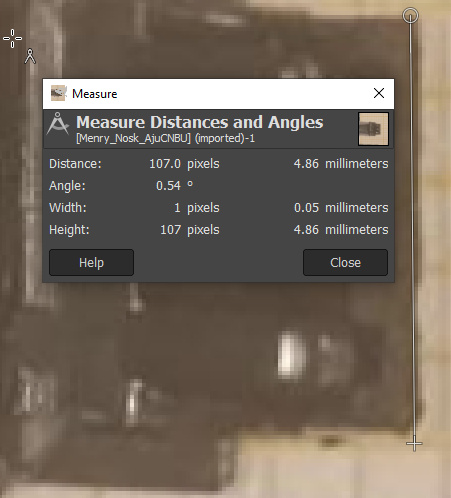 Measure
Measure Distances and Angles
[Menry_Nosk_AjuCNBU] (imported)-1
Distance: 107.0 pixels 4.86 millimeters
Angle: 0.54 º
Width: 1 pixels 0.05 millimeters
Height: 107 pixels 4.86 millimeters
Help Close